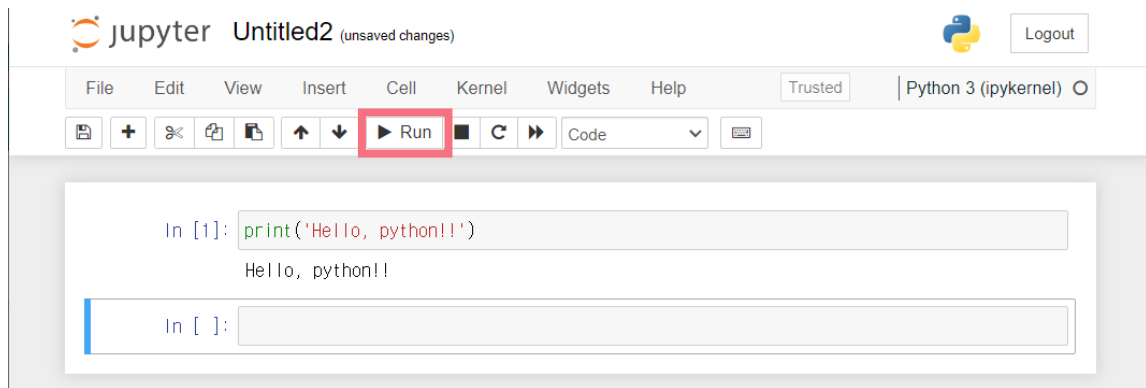 jupyter Untitled2 (unsaved changes) Logout
File Edit View Insert Cell Kernel Widgets Help Trusted Python 3 (ipykernel)
Run Code
In [1]: print('Hello, python!!')
Hello, python!!
In [ ]: